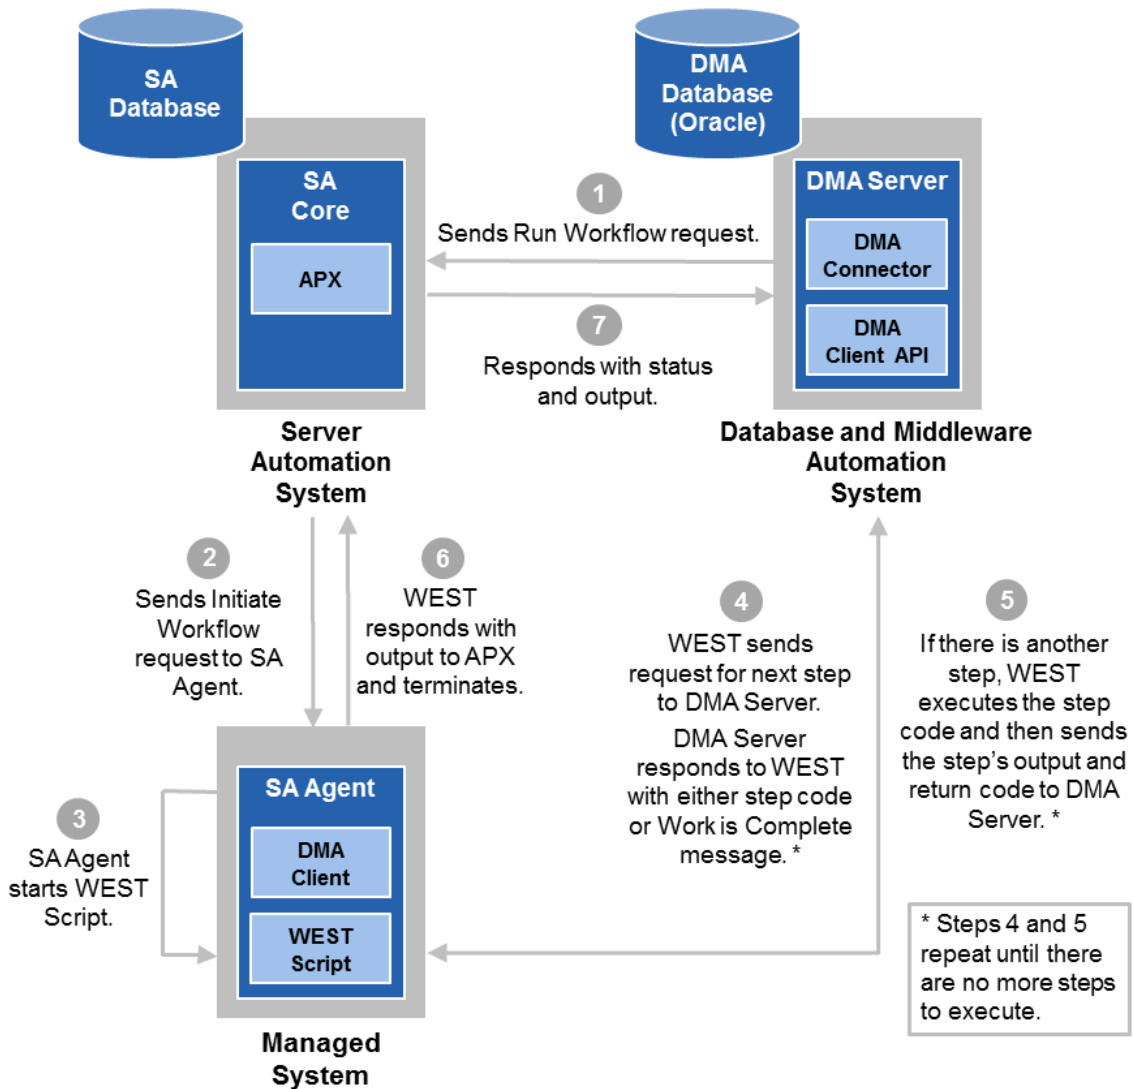 SA
Database
DMA
Database
(Oracle)
SA
Core
APX
DMA Server
DMA
Connector
DMA
Client API
1
Sends Run Workflow request.
7
Responds with status
and output.
Server
Automation
System
Database and Middleware
Automation
System
2
Sends Initiate
Workflow
request to SA
Agent.
6
WEST
responds with
output to APX
and terminates.
4
WEST sends
request for next step
to DMA Server.
DMA Server
responds to WEST
with either step code
or Work is Complete
message. *
5
If there is another
step, WEST
executes the step
code and then sends
the step's output and
return code to DMA
Server. *
3
SA Agent
starts WEST
Script.
SA Agent
DMA
Client
WEST
Script
* Steps 4 and 5
repeat until there
are no more steps
to execute.
Managed
System